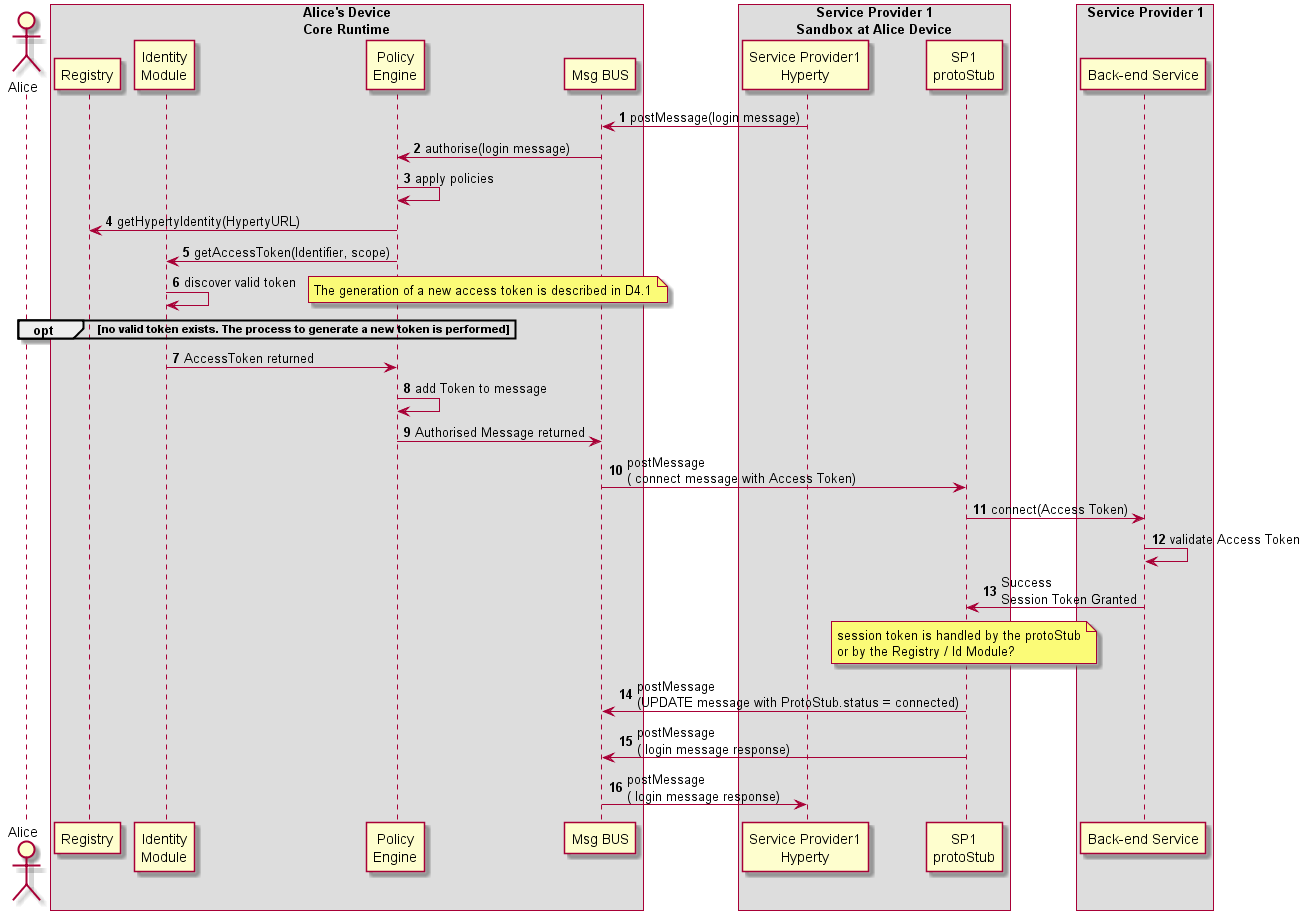 Alice's Device
Core Runtime
Service Provider 1
Sandbox at Alice Device
Service Provider 1
Alice
Registry
Identity
Module
Policy
Engine
Msg BUS
Service Provider1
Hyperty
SP1
protoStub
Back-end Service
1 postMessage(login message)
2 authorise(login message)
3 apply policies
4 getHypertyIdentity(HypertyURL)
5 getAccessToken(Identifier, scope)
6 discover valid token
The generation of a new access token is described in D4.1
opt [no valid token exists. The process to generate a new token is performed]
7 AccessToken returned
8 add Token to message
9 Authorised Message returned
10 postMessage
( connect message with Access Token)
11 connect(Access Token)
12 validate Access Token
13 Success
Session Token Granted
session token is handled by the protoStub
or by the Registry / Id Module?
14 postMessage
(UPDATE message with ProtoStub.status = connected)
15 postMessage
( login message response)
16 postMessage
( login message response)
Alice
Registry
Identity
Module
Policy
Engine
Msg BUS
Service Provider1
Hyperty
SP1
protoStub
Back-end Service